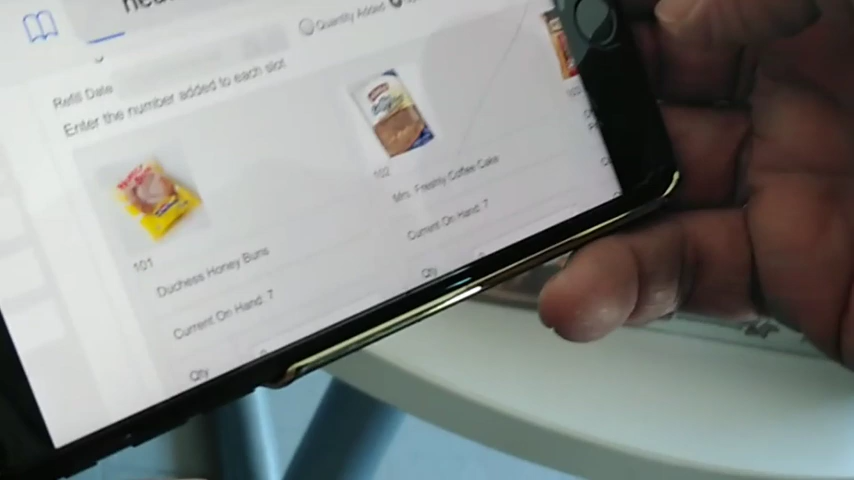 Quantity Added
Refill Date
Enter the number added to each slot
101
Duchess Honey Buns
Current On Hand: 7
Qty
102
Mrs. Freshly Coffee Cake
Current On Hand: 7
Qty